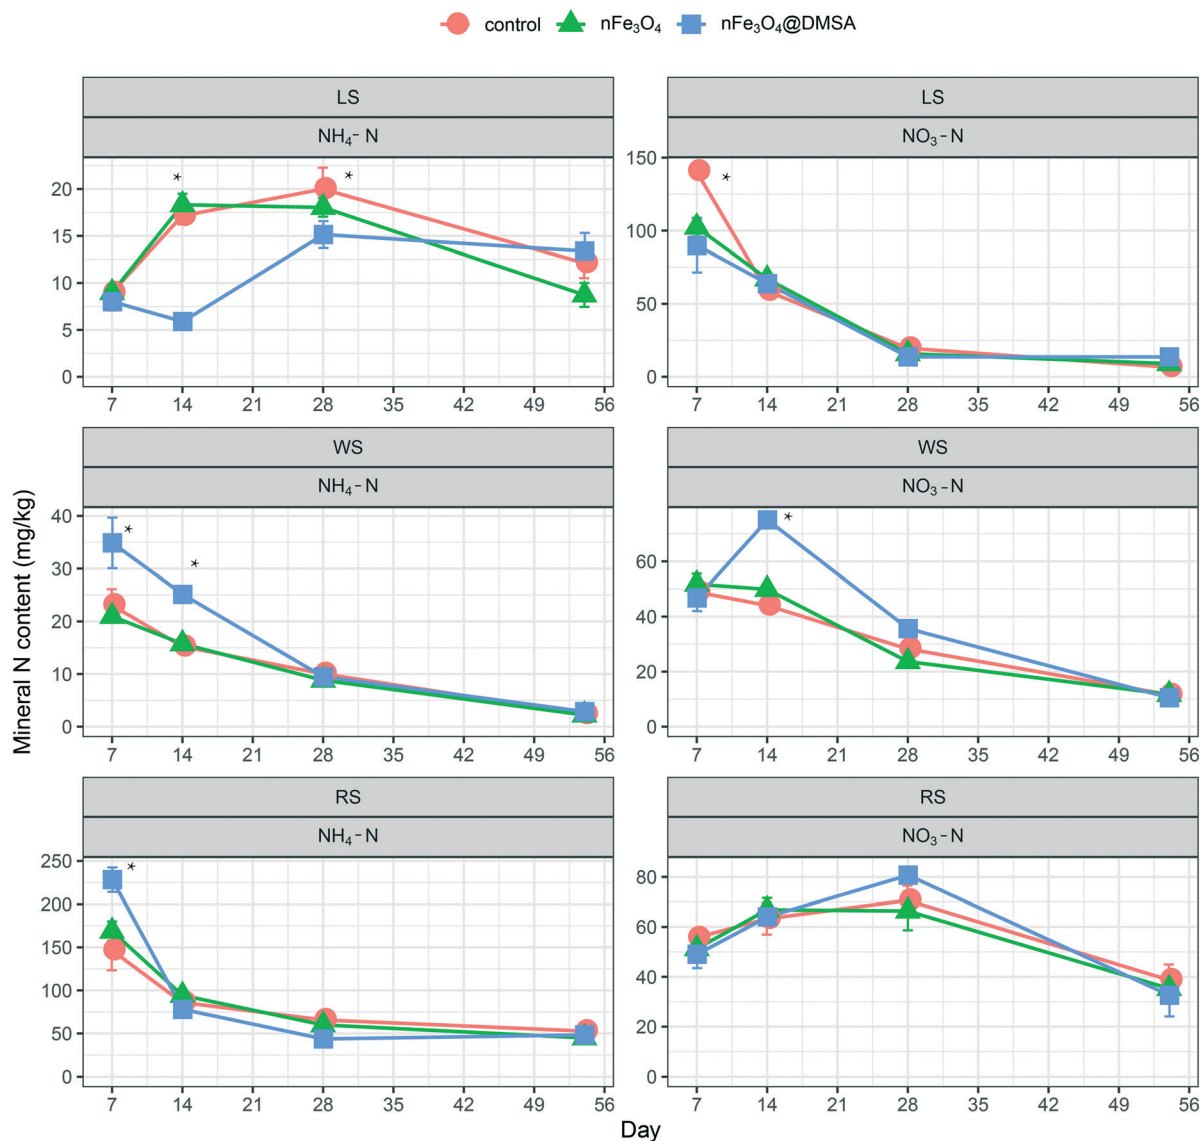 control nFe₃O₄ nFe₃O₄@DMSA
LS
NH₄- N
20
15
10
5
0
7 14 21 28 35 42 49 56
*
*
LS
NO₃-N
150
100
50
0
7 14 21 28 35 42 49 56
*
WS
NH₄-N
40
30
20
10
0
7 14 21 28 35 42 49 56
*
*
WS
NO₃-N
60
40
20
0
7 14 21 28 35 42 49 56
*
RS
NH₄- N
250
200
150
100
50
0
7 14 21 28 35 42 49 56
*
RS
NO₃-N
80
60
40
20
0
7 14 21 28 35 42 49 56
Mineral N content (mg/kg)
Day